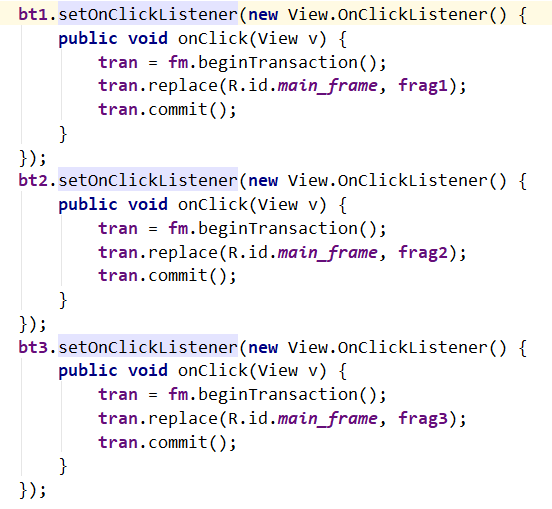 bt1.setOnClickListener(new View.OnClickListener() {
    public void onClick(View v) {
        tran = fm.beginTransaction();
        tran.replace(R.id.main_frame, frag1);
        tran.commit();
    }
});
bt2.setOnClickListener(new View.OnClickListener() {
    public void onClick(View v) {
        tran = fm.beginTransaction();
        tran.replace(R.id.main_frame, frag2);
        tran.commit();
    }
});
bt3.setOnClickListener(new View.OnClickListener() {
    public void onClick(View v) {
        tran = fm.beginTransaction();
        tran.replace(R.id.main_frame, frag3);
        tran.commit();
    }
});